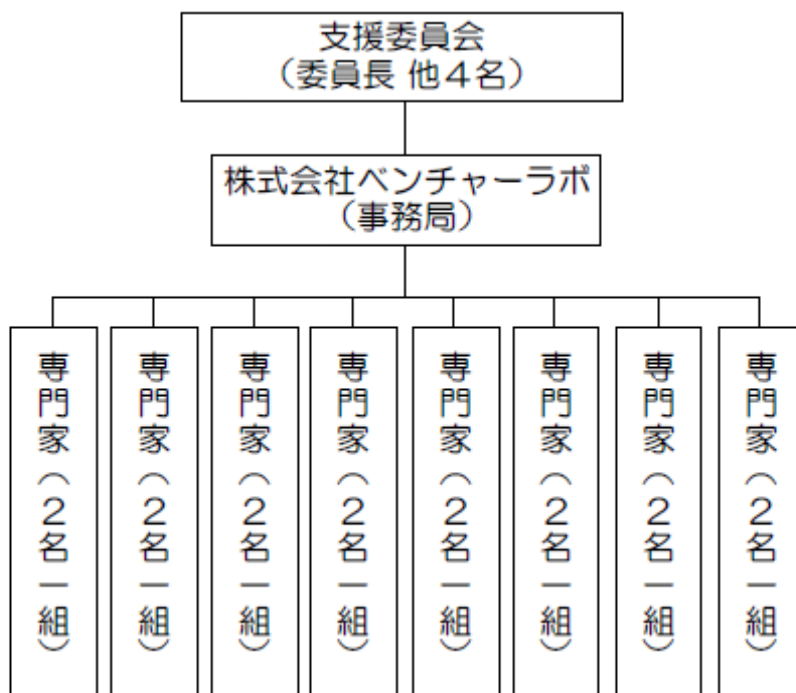 支援委員会
（委員長 他４名）
株式会社ベンチャーラボ
（事務局）
専門家（２名一組）
専門家（２名一組）
専門家（２名一組）
専門家（２名一組）
専門家（２名一組）
専門家（２名一組）
専門家（２名一組）
専門家（２名一組）